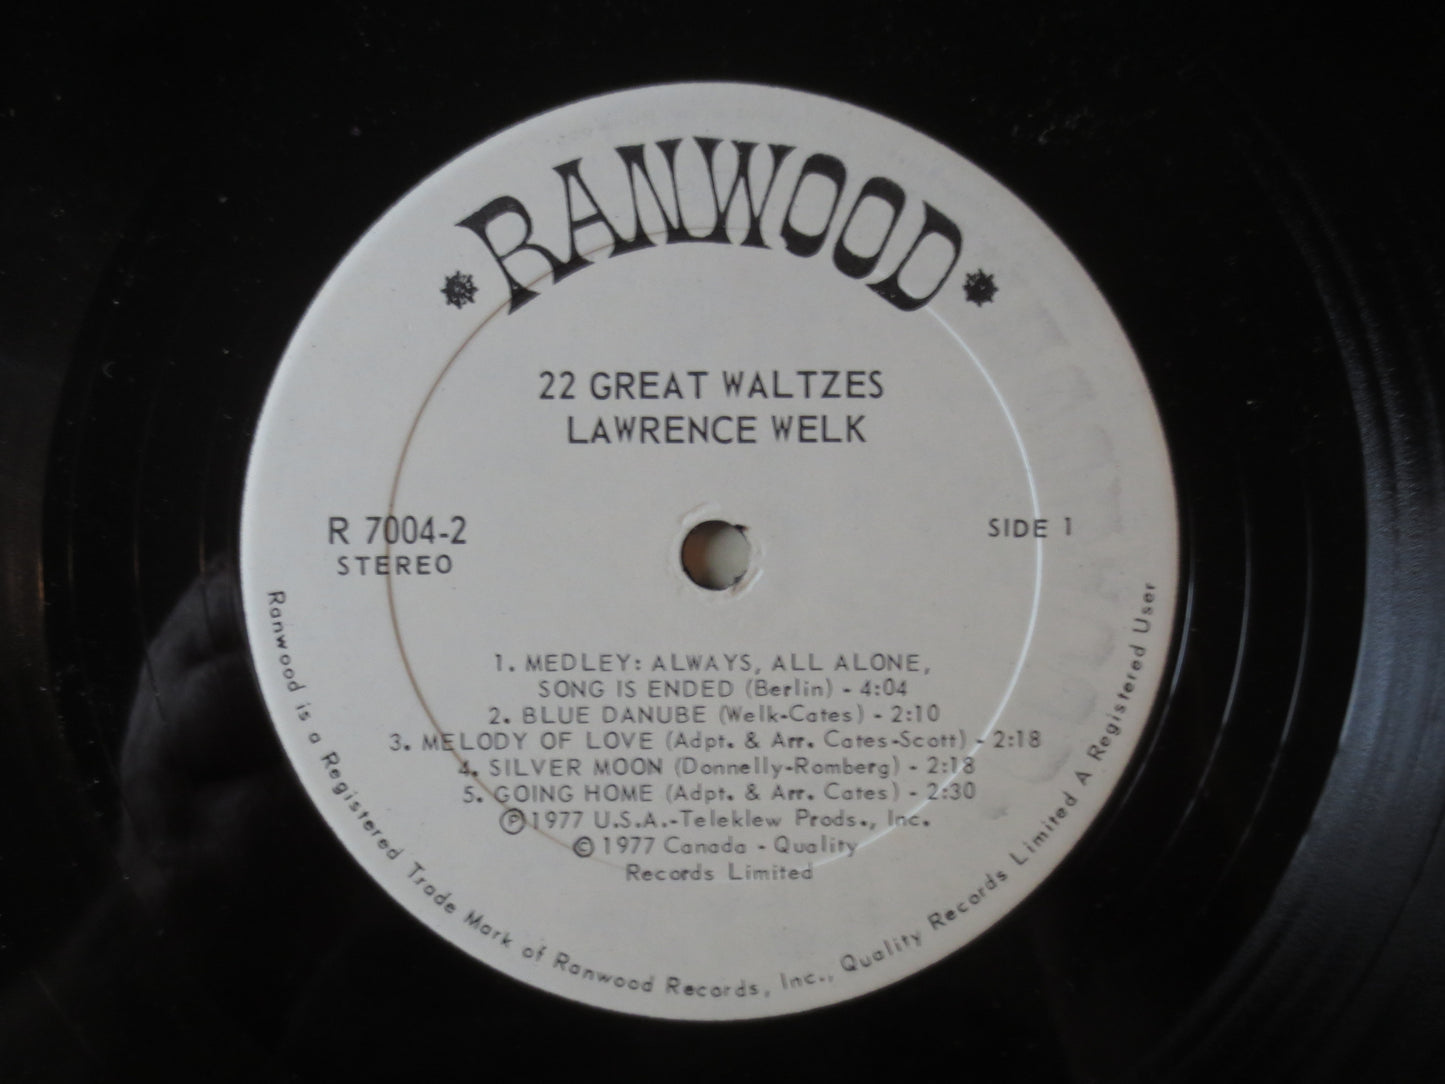 RANWOOD
22 GREAT WALTZES
LAWRENCE WELK
R 7004-2
STEREO
SIDE 1
1. MEDLEY: ALWAYS, ALL ALONE,
SONG IS ENDED (Berlin) - 4:04
2. BLUE DANUBE (Welk-Cates) - 2:10
3. MELODY OF LOVE (Adpt. & Arr. Cates-Scott) - 2:18
4. SILVER MOON (Donnelly-Romberg) - 2:18
5. GOING HOME (Adpt. & Arr. Cates) - 2:30
℗ 1977 U.S.A.-Teleklew Prods., Inc.
© 1977 Canada - Quality
Records Limited
Ranwood is a Registered Trade Mark of Ranwood Records, Inc., Quality Records Limited A Registered User